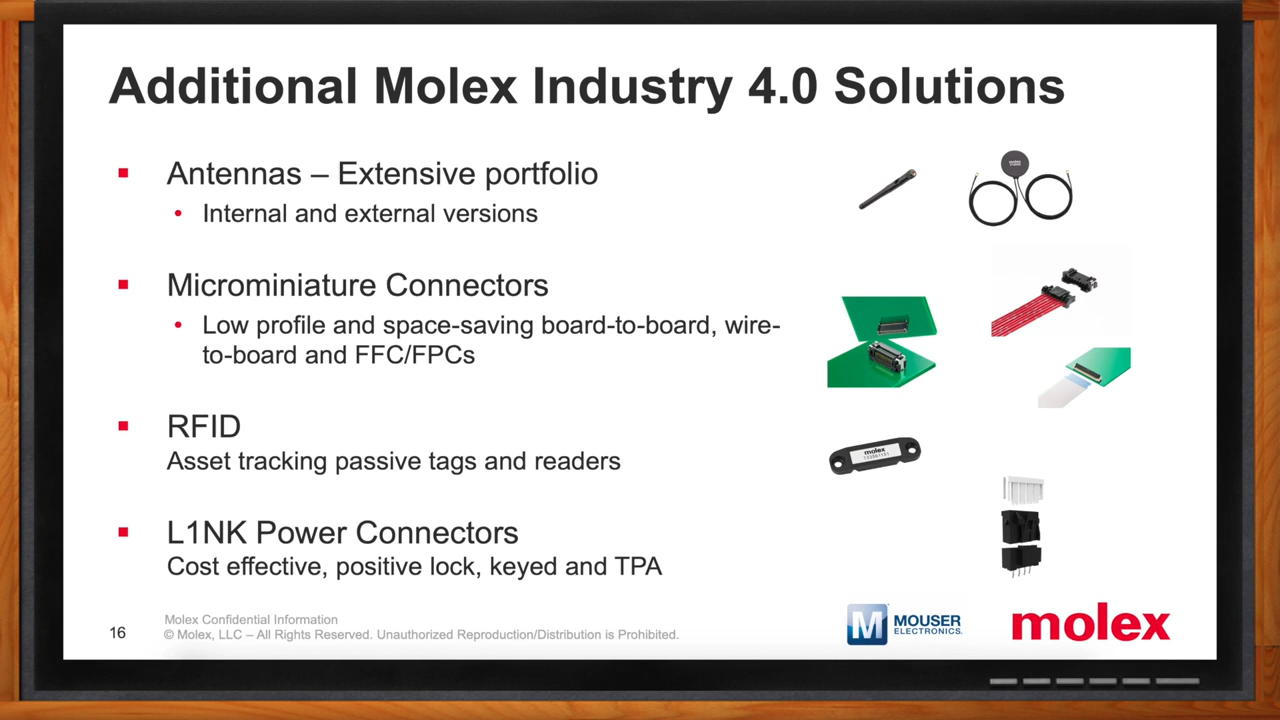 Additional Molex Industry 4.0 Solutions
Antennas – Extensive portfolio
Internal and external versions
Microminiature Connectors
Low profile and space-saving board-to-board, wire-
to-board and FFC/FPCs
RFID
Asset tracking passive tags and readers
L1NK Power Connectors
Cost effective, positive lock, keyed and TPA
molex
molex
16
Molex Confidential Information
© Molex, LLC – All Rights Reserved. Unauthorized Reproduction/Distribution is Prohibited.
M MOUSER
ELECTRONICS.
molex